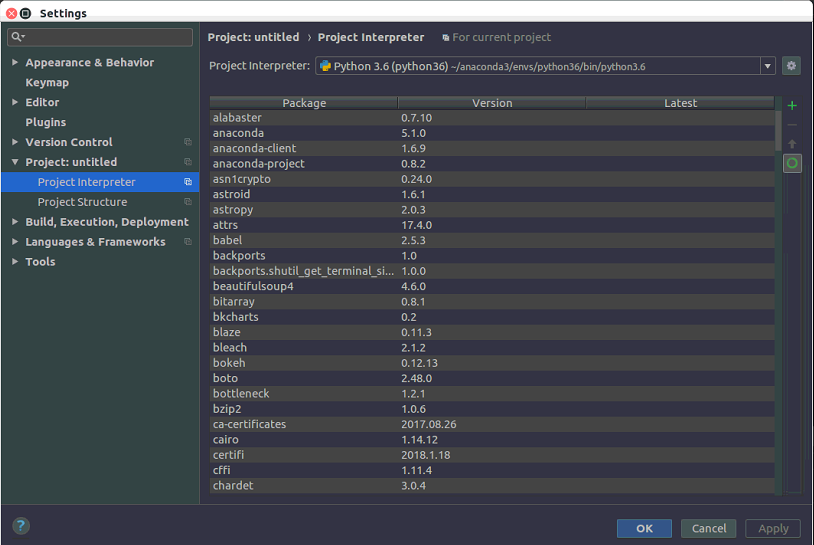 Settings
Project: untitled › Project Interpreter For current project
Project Interpreter: Python 3.6 (python36) ~/anaconda3/envs/python36/bin/python3.6
Appearance & Behavior
Keymap
Editor
Plugins
Version Control
Project: untitled
Project Interpreter
Project Structure
Build, Execution, Deployment
Languages & Frameworks
Tools
Package Version Latest
alabaster 0.7.10
anaconda 5.1.0
anaconda-client 1.6.9
anaconda-project 0.8.2
asn1crypto 0.24.0
astroid 1.6.1
astropy 2.0.3
attrs 17.4.0
babel 2.5.3
backports 1.0
backports.shutil_get_terminal_si... 1.0.0
beautifulsoup4 4.6.0
bitarray 0.8.1
bkcharts 0.2
blaze 0.11.3
bleach 2.1.2
bokeh 0.12.13
boto 2.48.0
bottleneck 1.2.1
bzip2 1.0.6
ca-certificates 2017.08.26
cairo 1.14.12
certifi 2018.1.18
cffi 1.11.4
chardet 3.0.4
? OK Cancel Apply